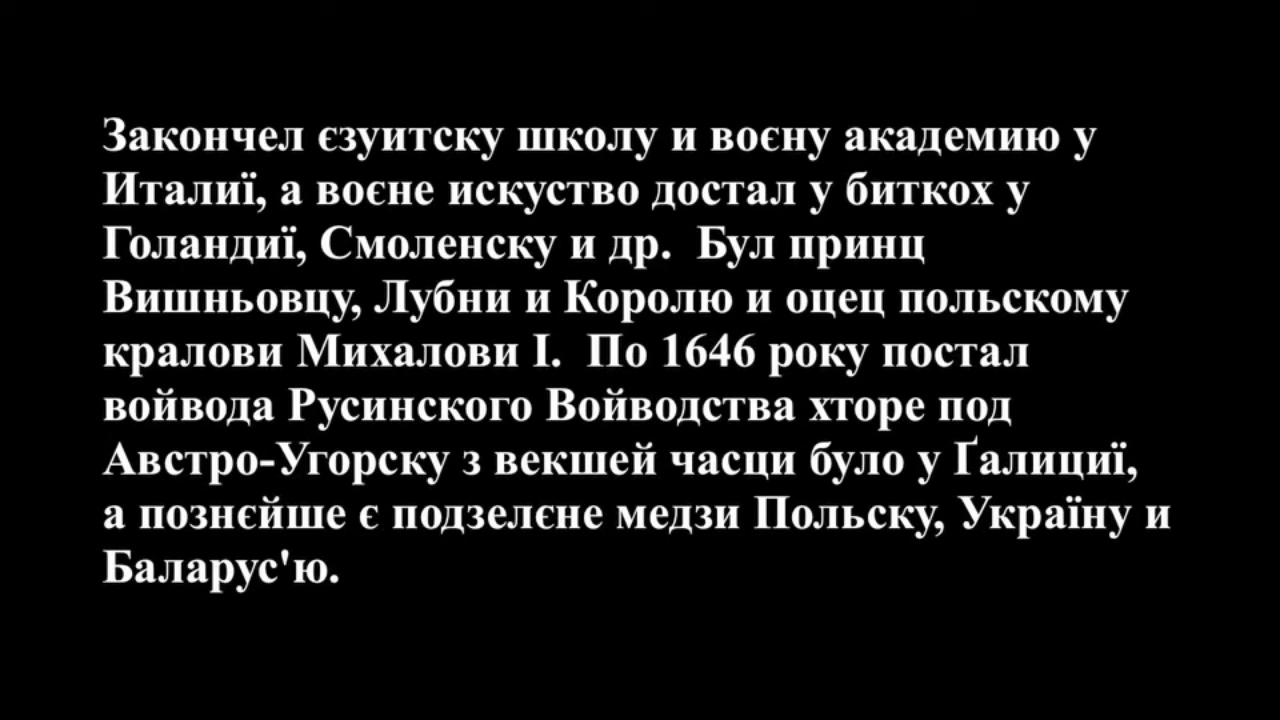 Закончел єзуитску школу и воєну академию у
Италиї, а воєне искуство достал у биткох у
Голандиї, Смоленску и др.  Бул принц
Вишньовцу, Лубни и Королю и оцец польскому
кралови Михалови I.  По 1646 року постал
войвода Русинского Войводства хторе под
Австро-Угорску з векшей часци було у Ґалициї,
а познєйше є подзелєне медзи Польску, Україну и
Баларус'ю.